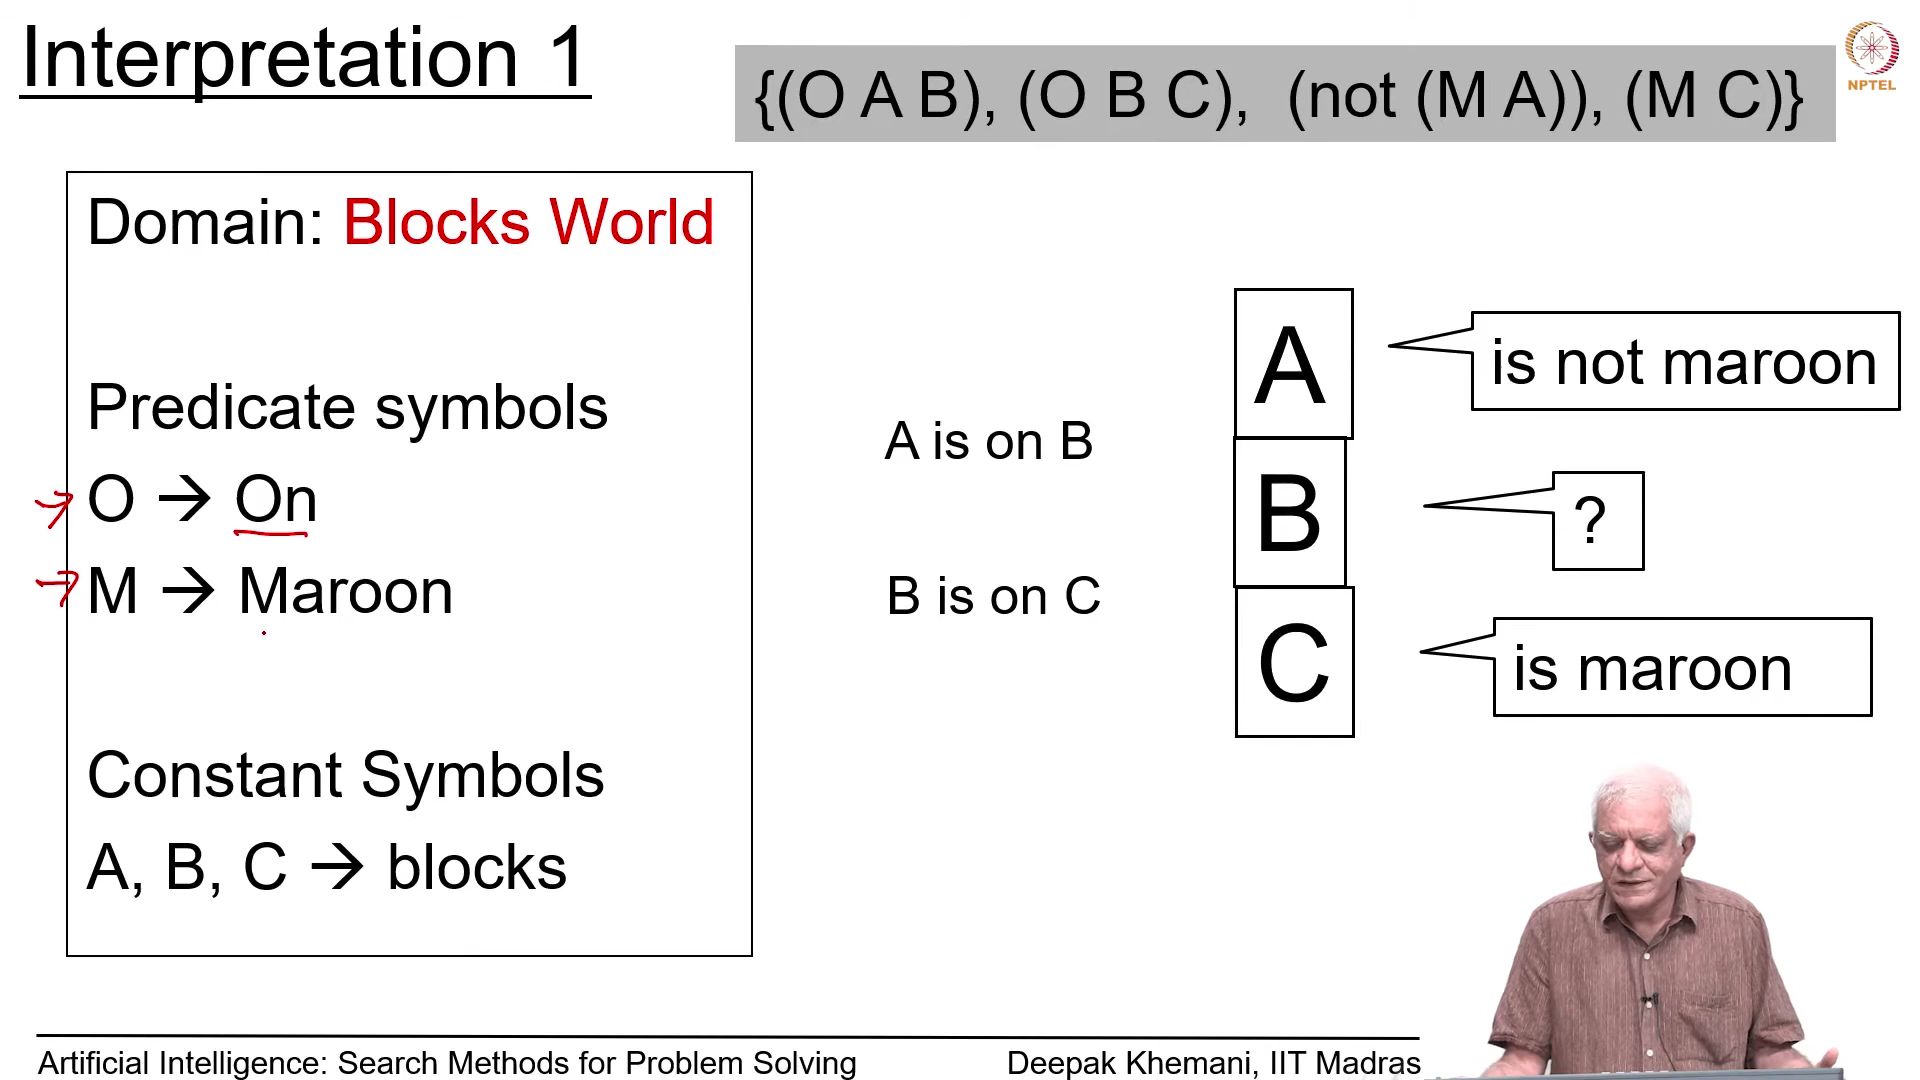 Interpretation 1
{(O A B), (O B C), (not (M A)), (M C)}
NPTEL
Domain: Blocks World
Predicate symbols
O → On
M → Maroon
Constant Symbols
A, B, C → blocks
A is on B
B is on C
A
is not maroon
B
?
C
is maroon
Artificial Intelligence: Search Methods for Problem Solving
Deepak Khemani, IIT Madras